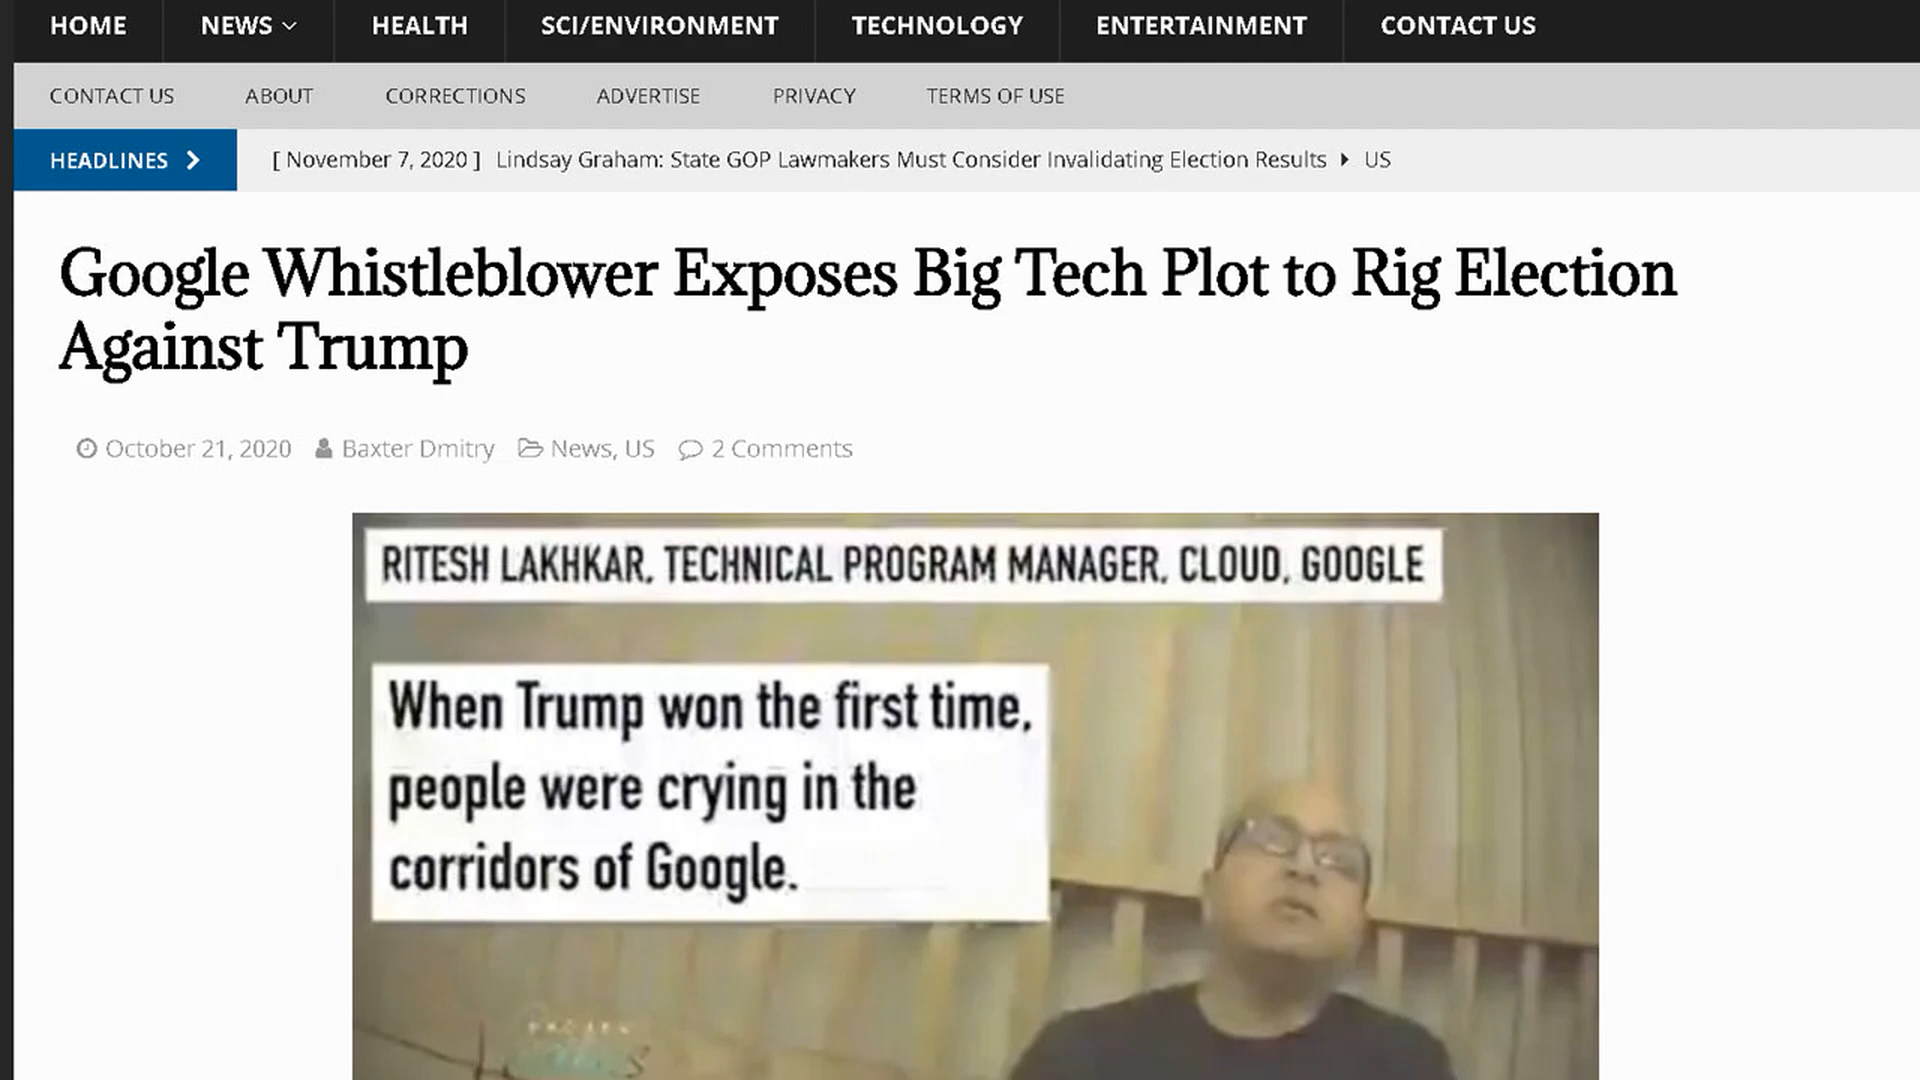 HOME NEWS HEALTH SCI/ENVIRONMENT TECHNOLOGY ENTERTAINMENT CONTACT US
CONTACT US ABOUT CORRECTIONS ADVERTISE PRIVACY TERMS OF USE
HEADLINES [ November 7, 2020 ] Lindsay Graham: State GOP Lawmakers Must Consider Invalidating Election Results US
Google Whistleblower Exposes Big Tech Plot to Rig Election
Against Trump
October 21, 2020 Baxter Dmitry News, US 2 Comments
RITESH LAKHKAR, TECHNICAL PROGRAM MANAGER, CLOUD, GOOGLE
When Trump won the first time,
people were crying in the
corridors of Google.